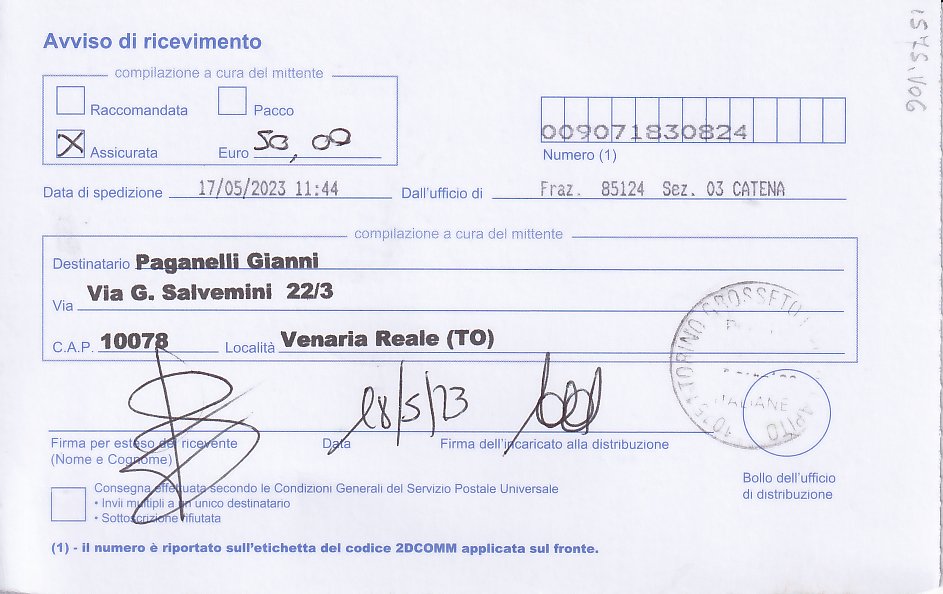 Avviso di ricevimento
compilazione a cura del mittente
Raccomandata Pacco
Assicurata Euro 50,00
009071830824
Numero (1)
Data di spedizione 17/05/2023 11:44 Dall'ufficio di Fraz. 85124 Sez. 03 CATENA
compilazione a cura del mittente
Destinatario Paganelli Gianni
Via Via G. Salvemini 22/3
C.A.P. 10078 Località Venaria Reale (TO)
TORINO GROSSETO
ITALIANE
RECAPITO
18/5/23
Firma per esteso del ricevente Data Firma dell'incaricato alla distribuzione
(Nome e Cognome)
Bollo dell'ufficio
di distribuzione
Consegna effettuata secondo le Condizioni Generali del Servizio Postale Universale
• Invii multipli a un unico destinatario
• Sottoscrizione rifiutata
(1) - il numero è riportato sull'etichetta del codice 2DCOMM applicata sul fronte.